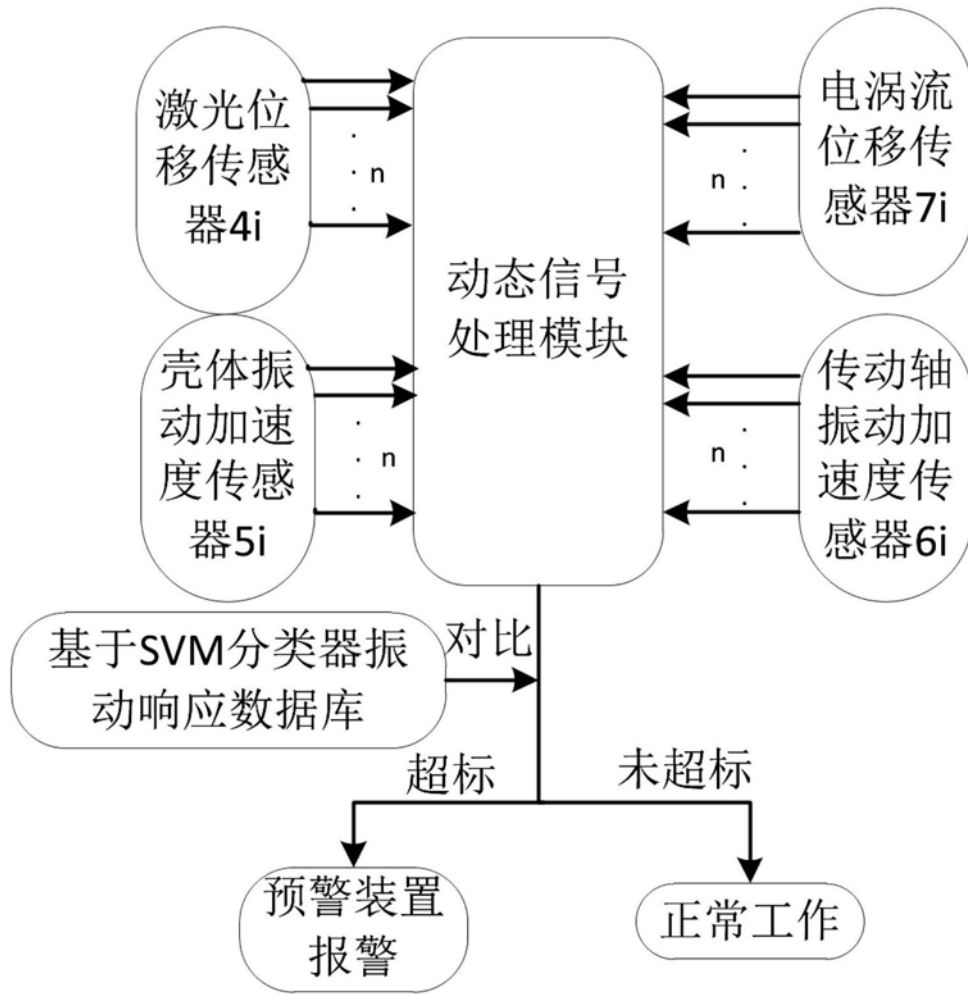 激光位
移传感
器4i
n
壳体振
动加速
度传感
器5i
n
动态信号
处理模块
电涡流
位移传
感器7i
n
传动轴
振动加
速度传
感器6i
n
基于SVM分类器振
动响应数据库
对比
超标
未超标
预警装置
报警
正常工作